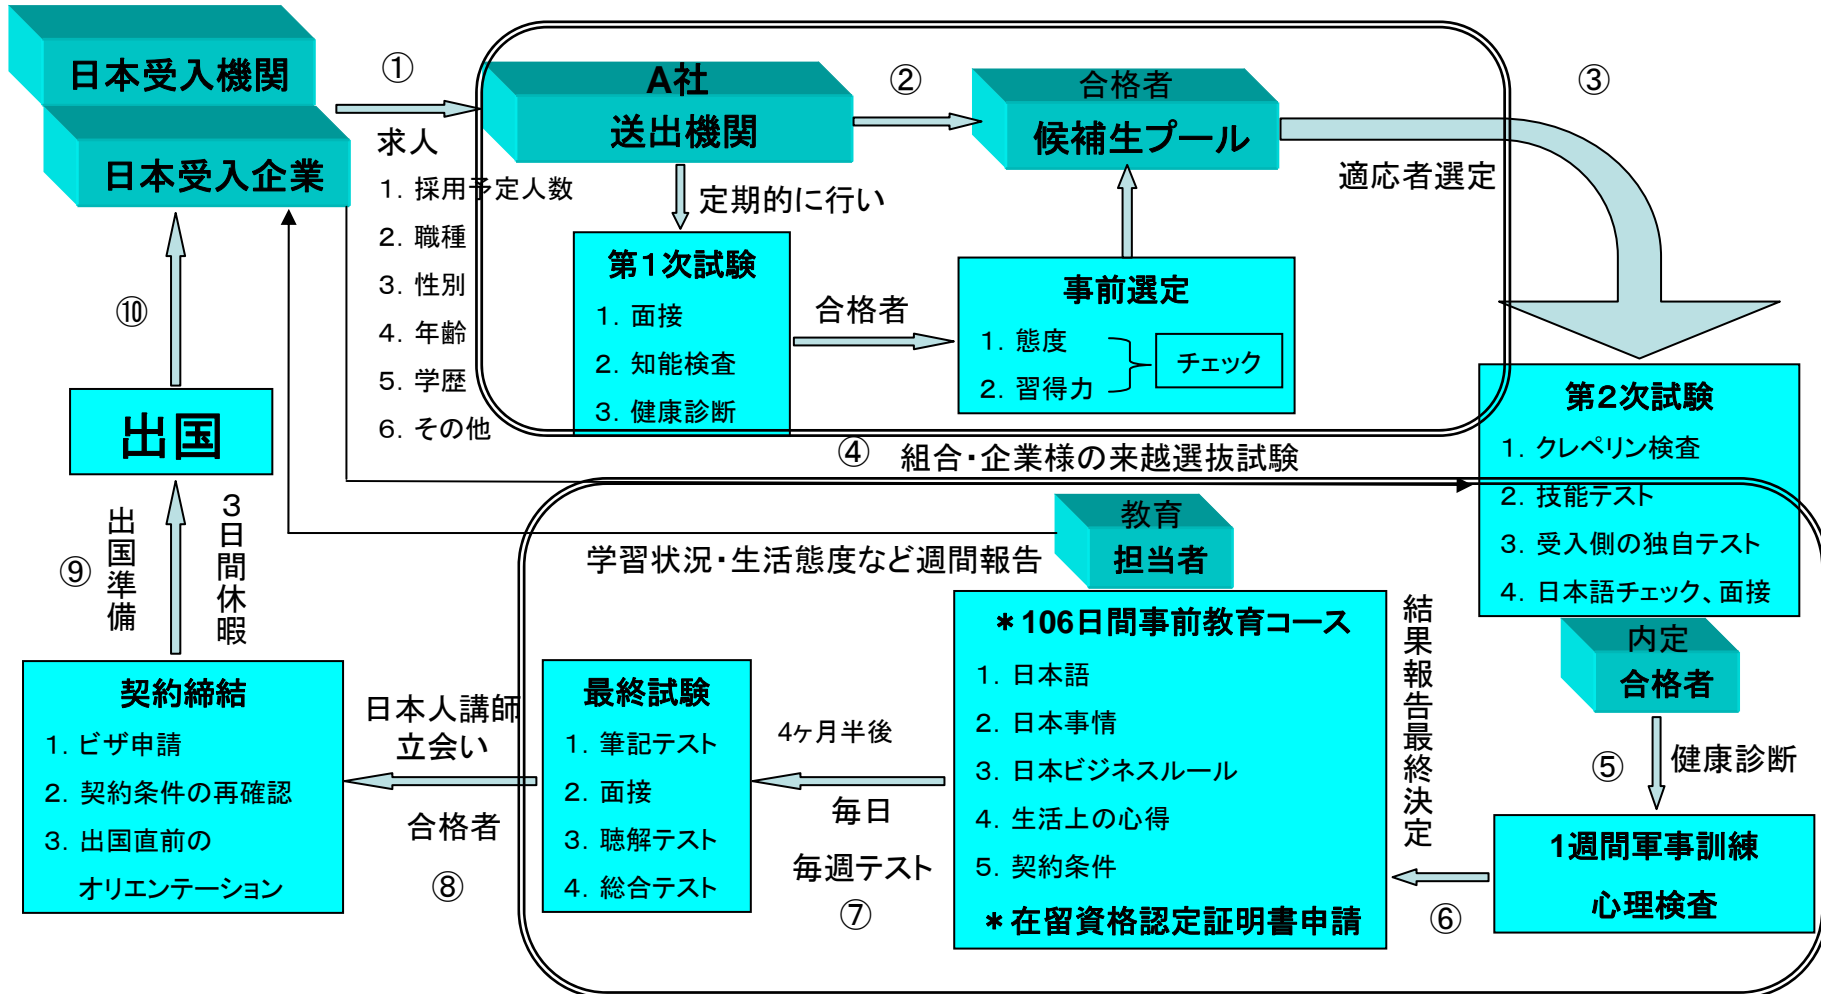 日本受入機関
日本受入企業
①
求人
1. 採用予定人数
2. 職種
3. 性別
4. 年齢
5. 学歴
6. その他
A社
送出機関
②
合格者
候補生プール
③
適応者選定
定期的に行い
第1次試験
1. 面接
2. 知能検査
3. 健康診断
合格者
事前選定
1. 態度
2. 習得力
チェック
④ 組合・企業様の来越選抜試験
第2次試験
1. クレペリン検査
2. 技能テスト
3. 受入側の独自テスト
4. 日本語チェック、面接
内定
合格者
⑤
健康診断
1週間軍事訓練
心理検査
⑥
結果報告最終決定
教育
担当者
学習状況・生活態度など週間報告
＊106日間事前教育コース
1. 日本語
2. 日本事情
3. 日本ビジネスルール
4. 生活上の心得
5. 契約条件
＊在留資格認定証明書申請
4ヶ月半後
毎日
毎週テスト
⑦
最終試験
1. 筆記テスト
2. 面接
3. 聴解テスト
4. 総合テスト
日本人講師
立会い
合格者
⑧
契約締結
1. ビザ申請
2. 契約条件の再確認
3. 出国直前の
オリエンテーション
⑨
出国準備
3日間休暇
出国
⑩